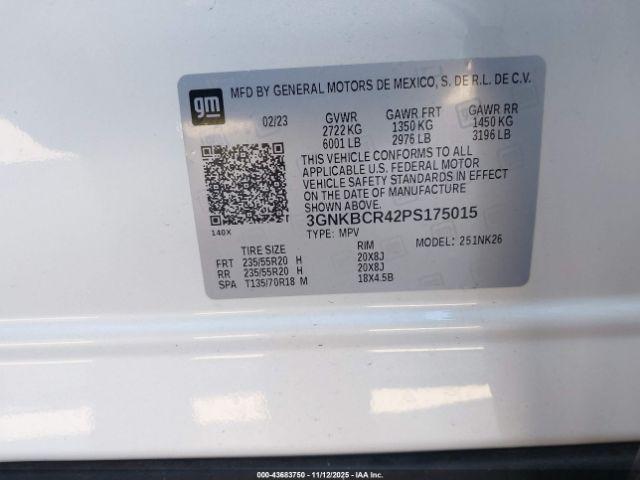 gm
MFD BY GENERAL MOTORS DE MEXICO, S. DE R.L. DE C.V.
02/23 GVWR GAWR FRT GAWR RR
2722 KG 1350 KG 1450 KG
6001 LB 2976 LB 3196 LB
THIS VEHICLE CONFORMS TO ALL
APPLICABLE U.S. FEDERAL MOTOR
VEHICLE SAFETY STANDARDS IN EFFECT
ON THE DATE OF MANUFACTURE
SHOWN ABOVE.
3GNKBCR42PS175015
140X TYPE: MPV MODEL: 251NK26
TIRE SIZE RIM
FRT 235/55R20 H 20X8J
RR 235/55R20 H 20X8J
SPA T135/70R18 M 18X4.5B
000-43683750 - 11/12/2025 - IAAI.COM